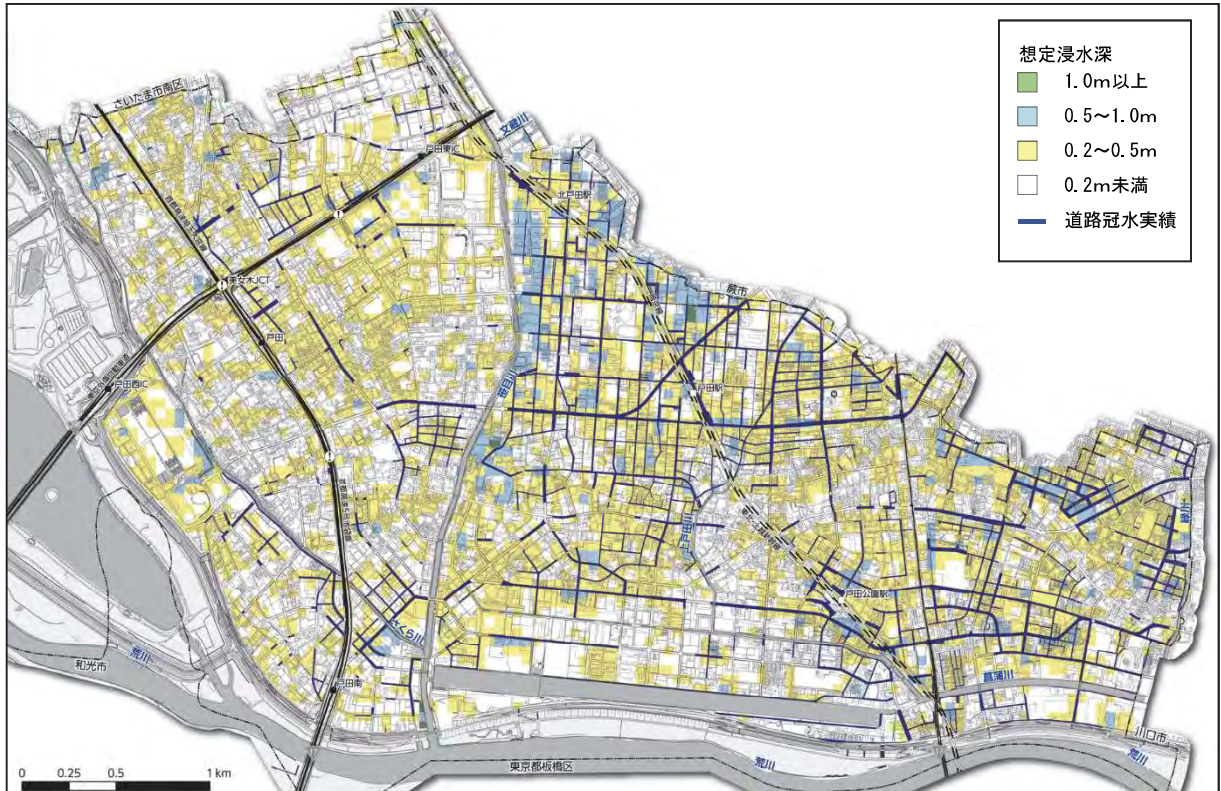 想定浸水深
1.0m以上
0.5～1.0m
0.2～0.5m
0.2m未満
道路冠水実績
さいたま市南区
文蔵川
戸田東IC
北戸田駅
美女木JCT
戸田
蕨市
戸田西IC
笹目川
戸田駅
上戸田川
緑川
戸田公園駅
さくら川
戸田南
和光市
荒川
菖蒲川
川口市
荒川
荒川
東京都板橋区
0 0.25 0.5 1 km